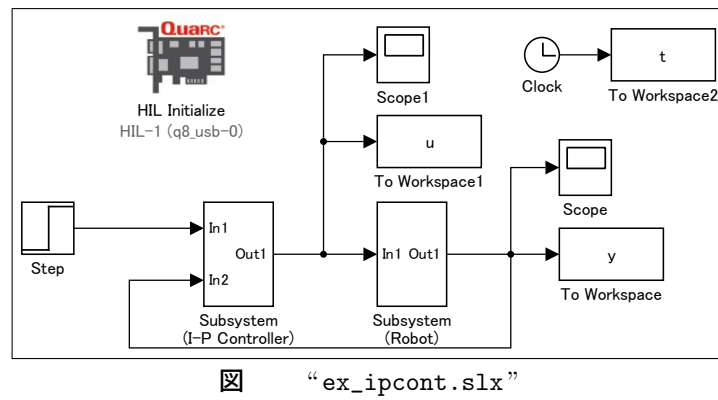 QUARC
HIL Initialize
HIL-1 (q8_usb-0)
Scope1
u
To Workspace1
Clock
t
To Workspace2
Scope
y
To Workspace
Step
In1
In2
Out1
Subsystem
(I-P Controller)
In1 Out1
Subsystem
(Robot)
図 “ex_ipcont.slx”